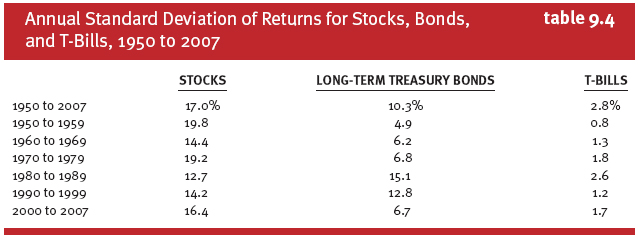 Annual Standard Deviation of Returns for Stocks, Bonds, table 9.4
and T-Bills, 1950 to 2007
STOCKS LONG-TERM TREASURY BONDS T-BILLS
1950 to 2007 17.0% 10.3% 2.8%
1950 to 1959 19.8 4.9 0.8
1960 to 1969 14.4 6.2 1.3
1970 to 1979 19.2 6.8 1.8
1980 to 1989 12.7 15.1 2.6
1990 to 1999 14.2 12.8 1.2
2000 to 2007 16.4 6.7 1.7